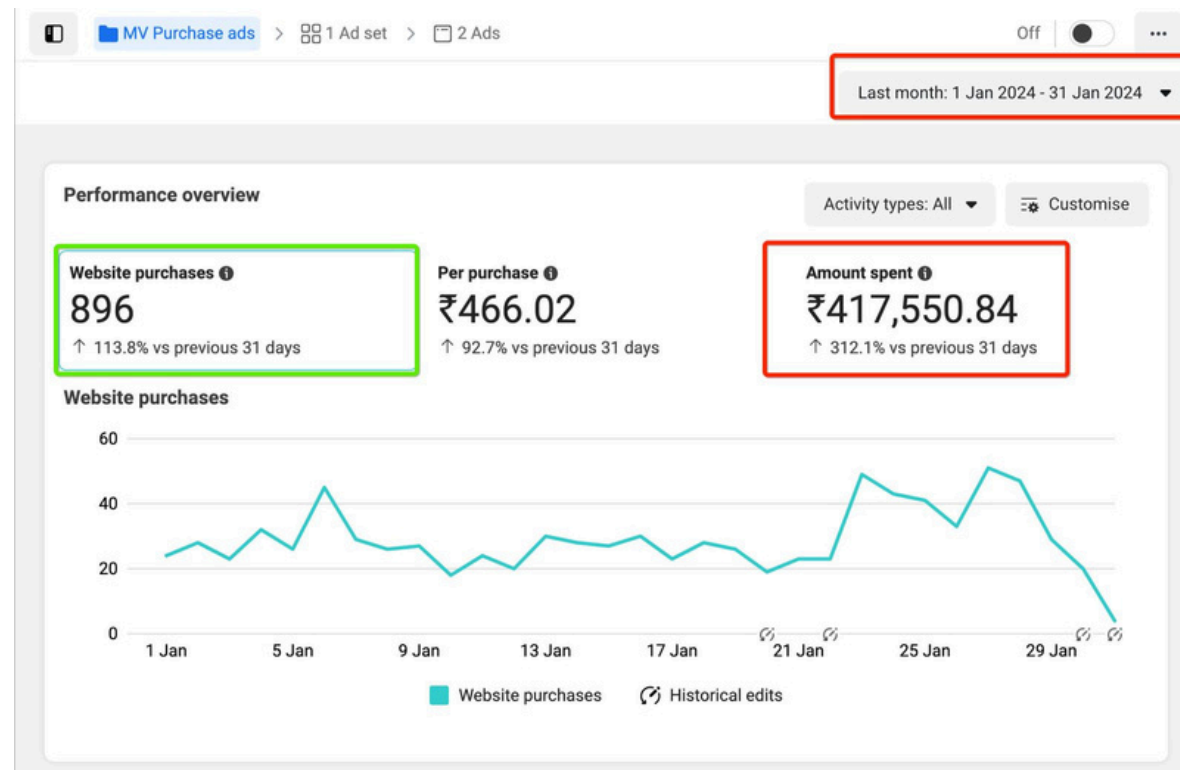 MV Purchase ads > 1 Ad set > 2 Ads Off
Last month: 1 Jan 2024 - 31 Jan 2024
Performance overview
Activity types: All Customise
Website purchases Per purchase Amount spent
896 ₹466.02 ₹417,550.84
↑ 113.8% vs previous 31 days ↑ 92.7% vs previous 31 days ↑ 312.1% vs previous 31 days
Website purchases
60
40
20
0
1 Jan 5 Jan 9 Jan 13 Jan 17 Jan 21 Jan 25 Jan 29 Jan
Website purchases Historical edits